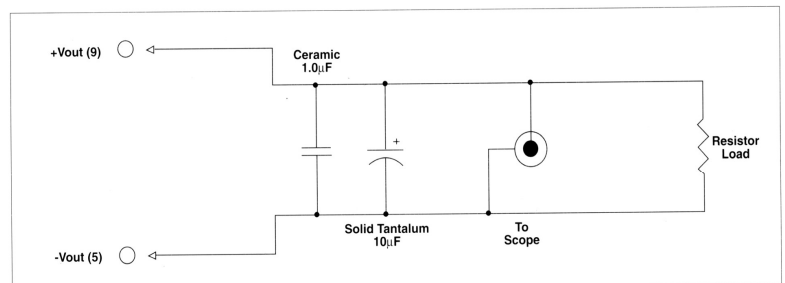 +Vout (9)
Ceramic
1.0µF
+
Resistor
Load
Solid Tantalum
10µF
To
Scope
-Vout (5)